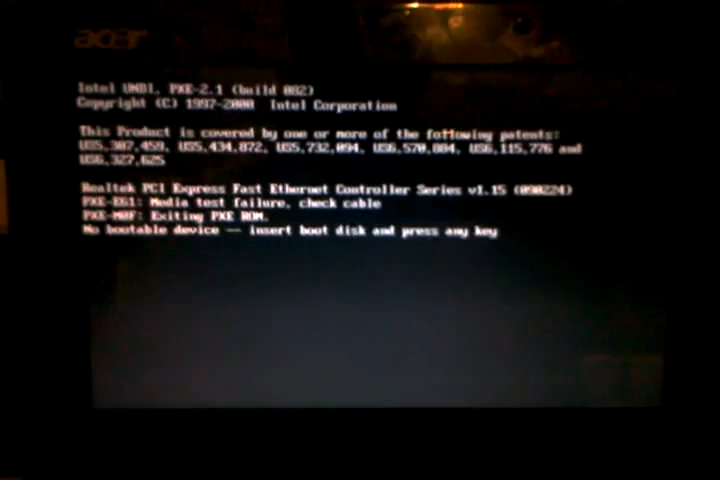 acer
Intel UNDI, PXE-2.1 (build 082)
Copyright (C) 1997-2000 Intel Corporation
This Product is covered by one or more of the following patents:
US5,307,459, US5,434,872, US5,732,094, US6,570,884, US6,115,776 and
US6,327,625
Realtek PCI Express Fast Ethernet Controller Series v1.15 (090224)
PXE-E61: Media test failure, check cable
PXE-M0F: Exiting PXE ROM.
No bootable device -- insert boot disk and press any key